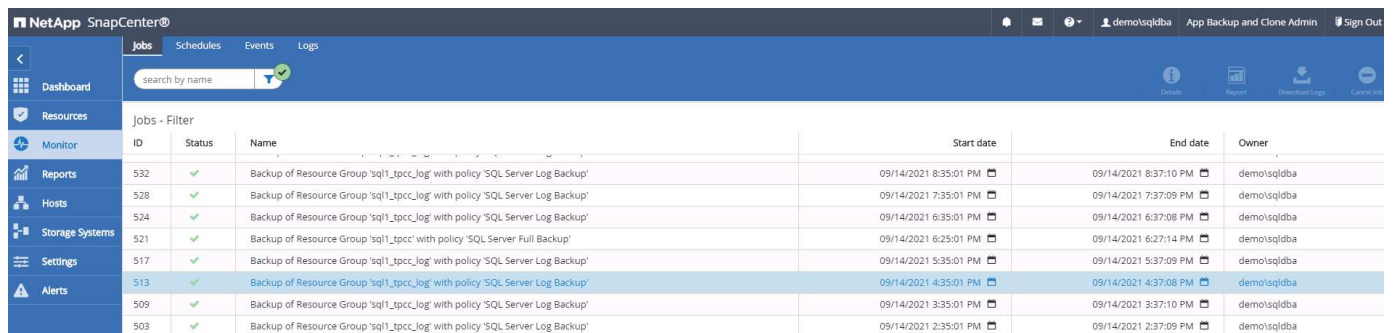 NetApp SnapCenter®
demo\sqldba App Backup and Clone Admin Sign Out
Jobs Schedules Events Logs
search by name
Details Report Download Logs Cancel Job
Dashboard
Resources
Monitor
Reports
Hosts
Storage Systems
Settings
Alerts
Jobs - Filter
ID Status Name Start date End date Owner
532 Backup of Resource Group 'sql1_tpcc_log' with policy 'SQL Server Log Backup' 09/14/2021 8:35:01 PM 09/14/2021 8:37:10 PM demo\sqldba
528 Backup of Resource Group 'sql1_tpcc_log' with policy 'SQL Server Log Backup' 09/14/2021 7:35:01 PM 09/14/2021 7:37:09 PM demo\sqldba
524 Backup of Resource Group 'sql1_tpcc_log' with policy 'SQL Server Log Backup' 09/14/2021 6:35:01 PM 09/14/2021 6:37:08 PM demo\sqldba
521 Backup of Resource Group 'sql1_tpcc' with policy 'SQL Server Full Backup' 09/14/2021 6:25:01 PM 09/14/2021 6:27:14 PM demo\sqldba
517 Backup of Resource Group 'sql1_tpcc_log' with policy 'SQL Server Log Backup' 09/14/2021 5:35:01 PM 09/14/2021 5:37:09 PM demo\sqldba
513 Backup of Resource Group 'sql1_tpcc_log' with policy 'SQL Server Log Backup' 09/14/2021 4:35:01 PM 09/14/2021 4:37:08 PM demo\sqldba
509 Backup of Resource Group 'sql1_tpcc_log' with policy 'SQL Server Log Backup' 09/14/2021 3:35:01 PM 09/14/2021 3:37:10 PM demo\sqldba
503 Backup of Resource Group 'sql1_tpcc_log' with policy 'SQL Server Log Backup' 09/14/2021 2:35:01 PM 09/14/2021 2:37:09 PM demo\sqldba